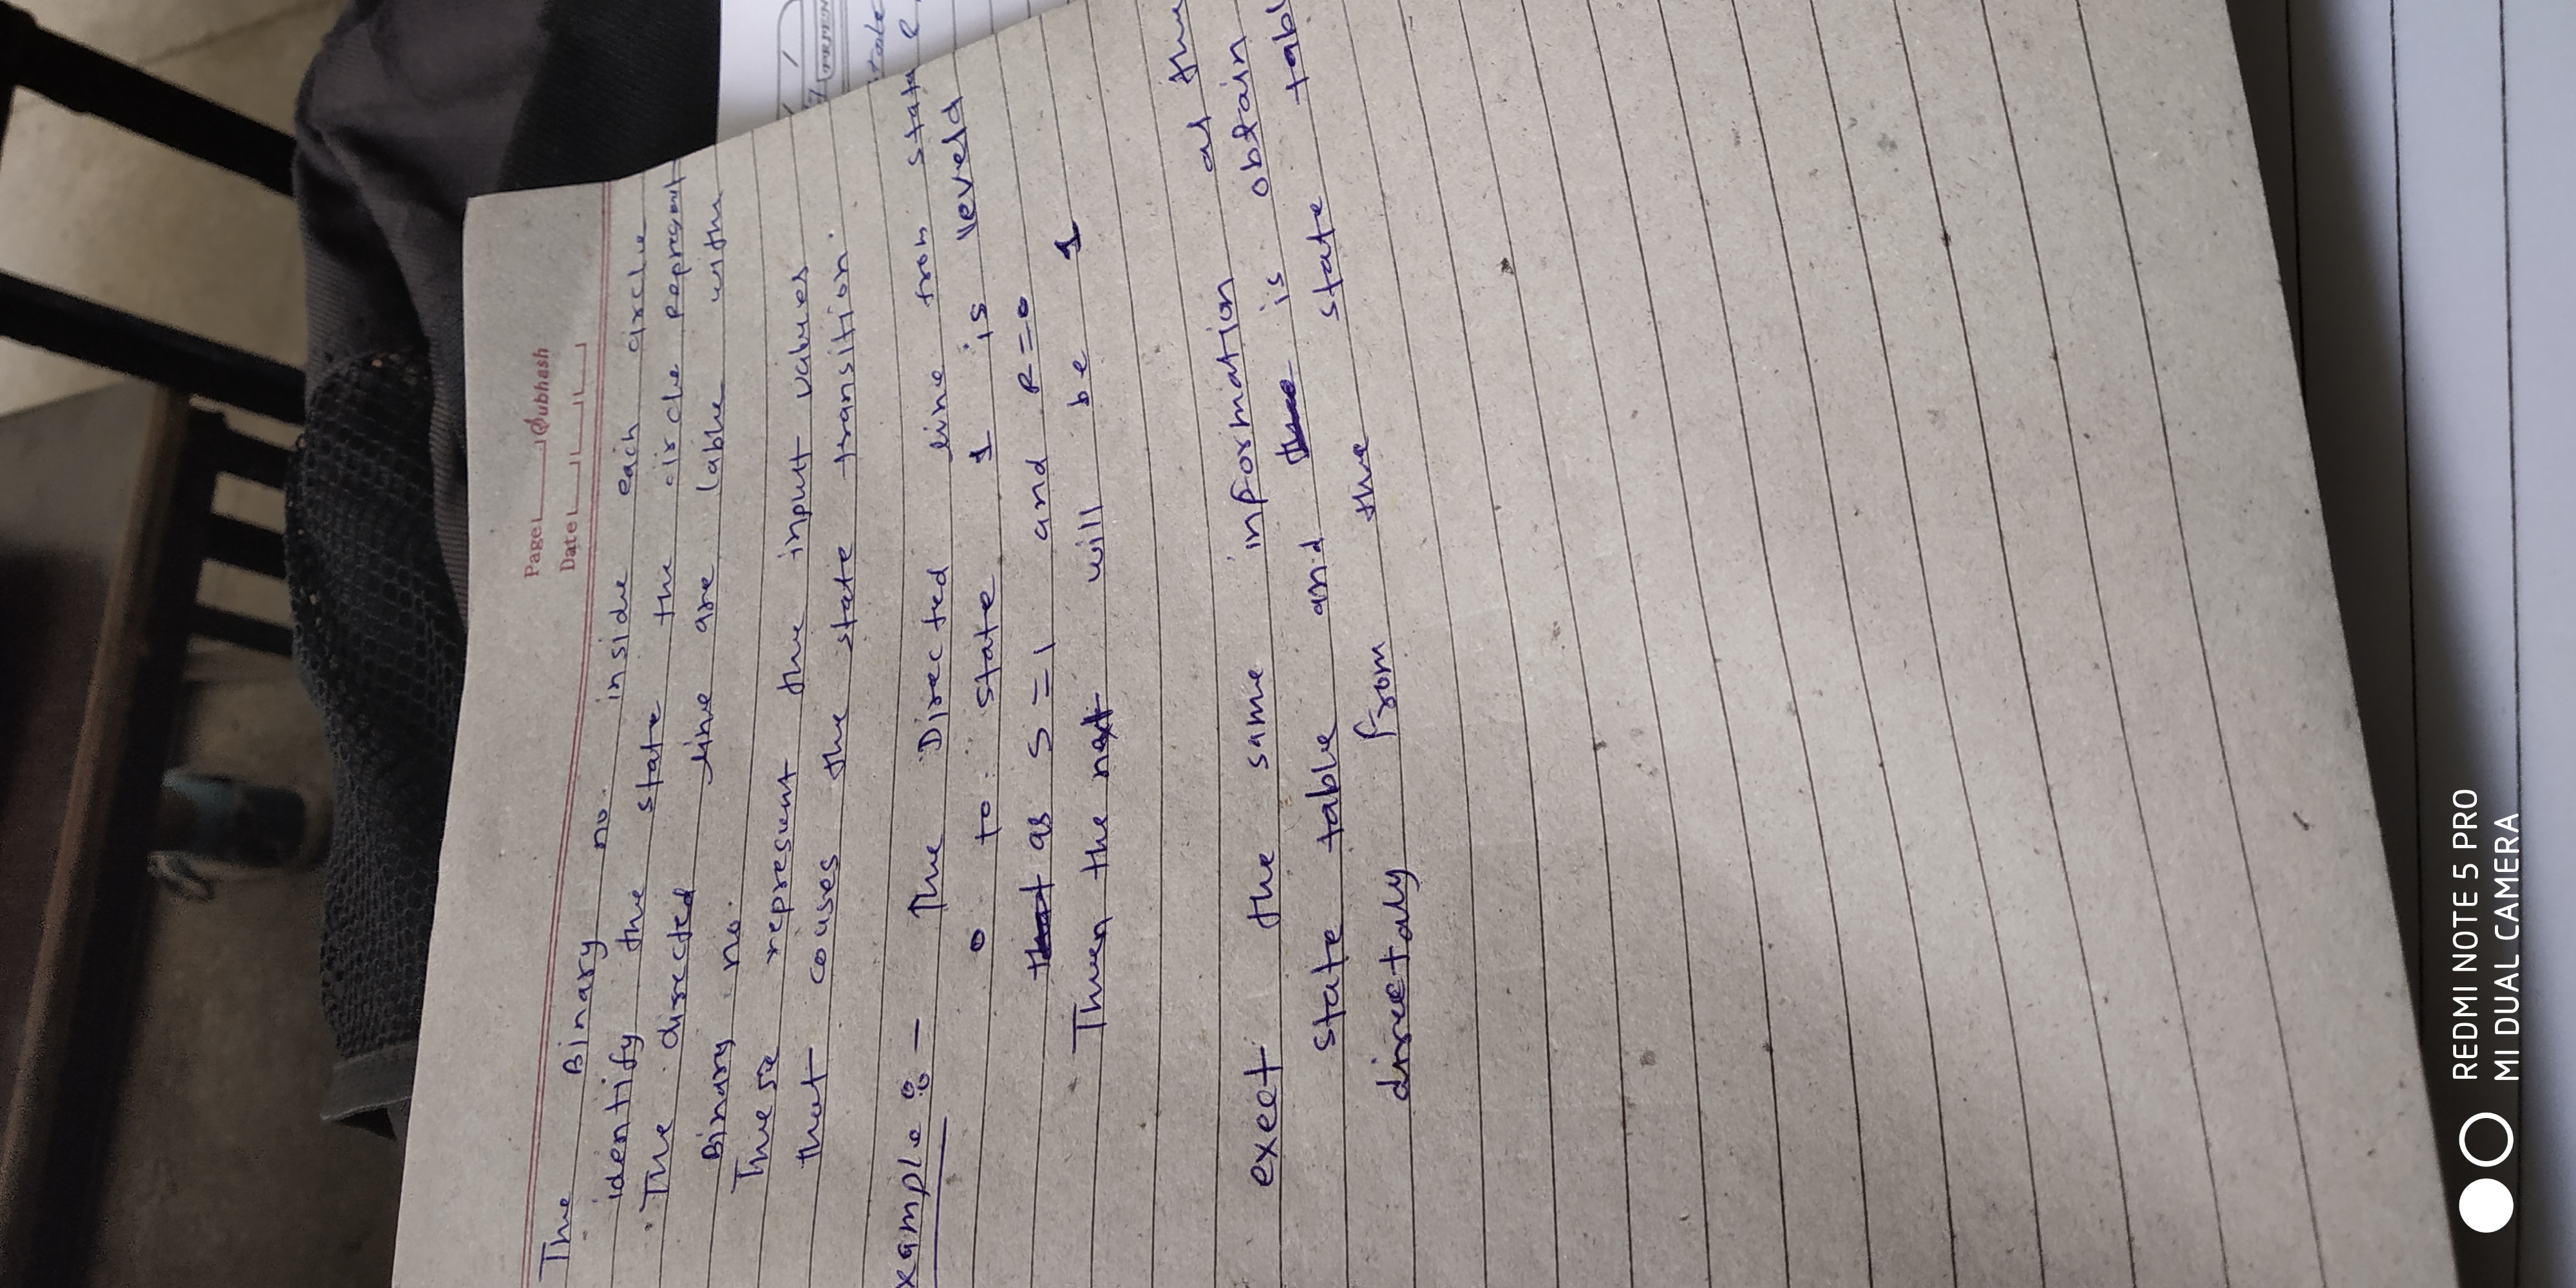 Page Subhash
Date
The Binary no. inside each circle
identify the state the circle Represent
The directed line are lable with
Binary no.
These represent the input values
that couses the state transition.
xample :- The Directed line from state
0 to state 1 is leveld
that as S = 1 and R = 0
Then the next will be 1
exect the same information as the
state table and the is obtain
directaly from the state tabl
REDMI NOTE 5 PRO
MI DUAL CAMERA